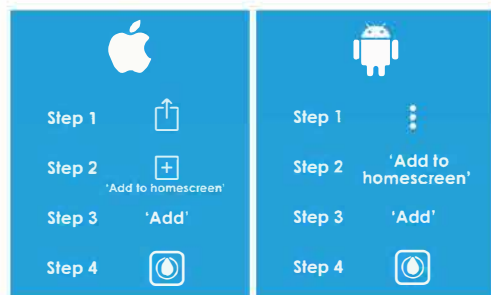 Step 1
Step 2
'Add to homescreen'
Step 3 'Add'
Step 4
Step 1
Step 2 'Add to
homescreen'
Step 3 'Add'
Step 4